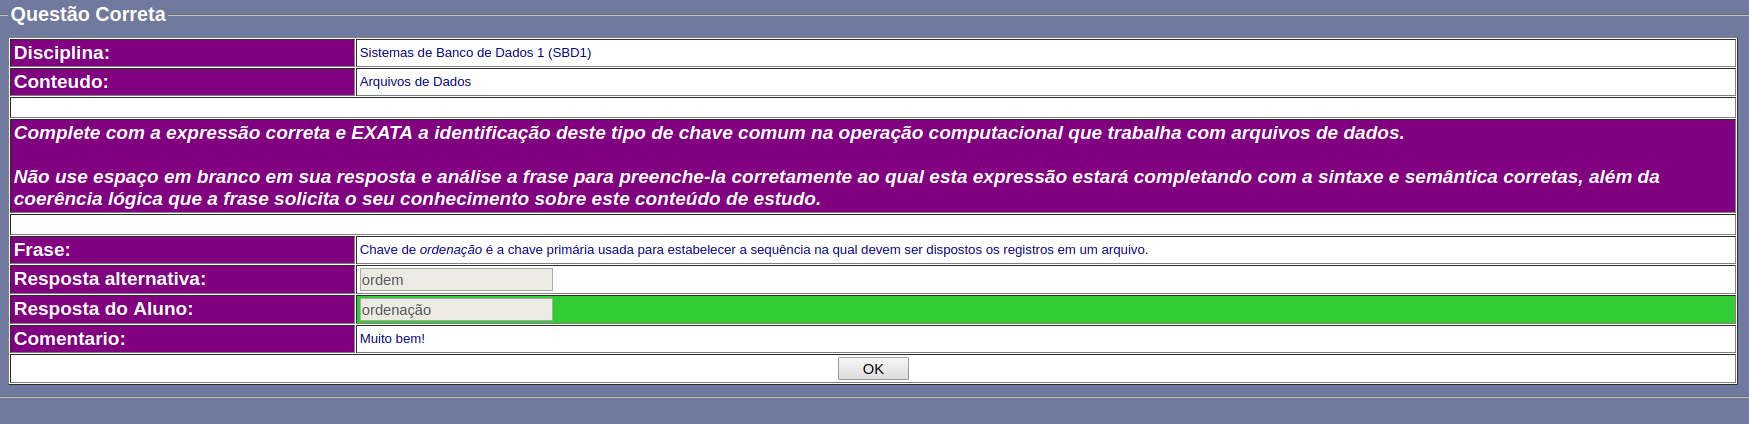 Questão Correta
Disciplina: Sistemas de Banco de Dados 1 (SBD1)
Conteudo: Arquivos de Dados
Complete com a expressão correta e EXATA a identificação deste tipo de chave comum na operação computacional que trabalha com arquivos de dados.
Não use espaço em branco em sua resposta e análise a frase para preenche-la corretamente ao qual esta expressão estará completando com a sintaxe e semântica corretas, além da
coerência lógica que a frase solicita o seu conhecimento sobre este conteúdo de estudo.
Frase: Chave de ordenação é a chave primária usada para estabelecer a sequência na qual devem ser dispostos os registros em um arquivo.
Resposta alternativa: ordem
Resposta do Aluno: ordenação
Comentario: Muito bem!
OK